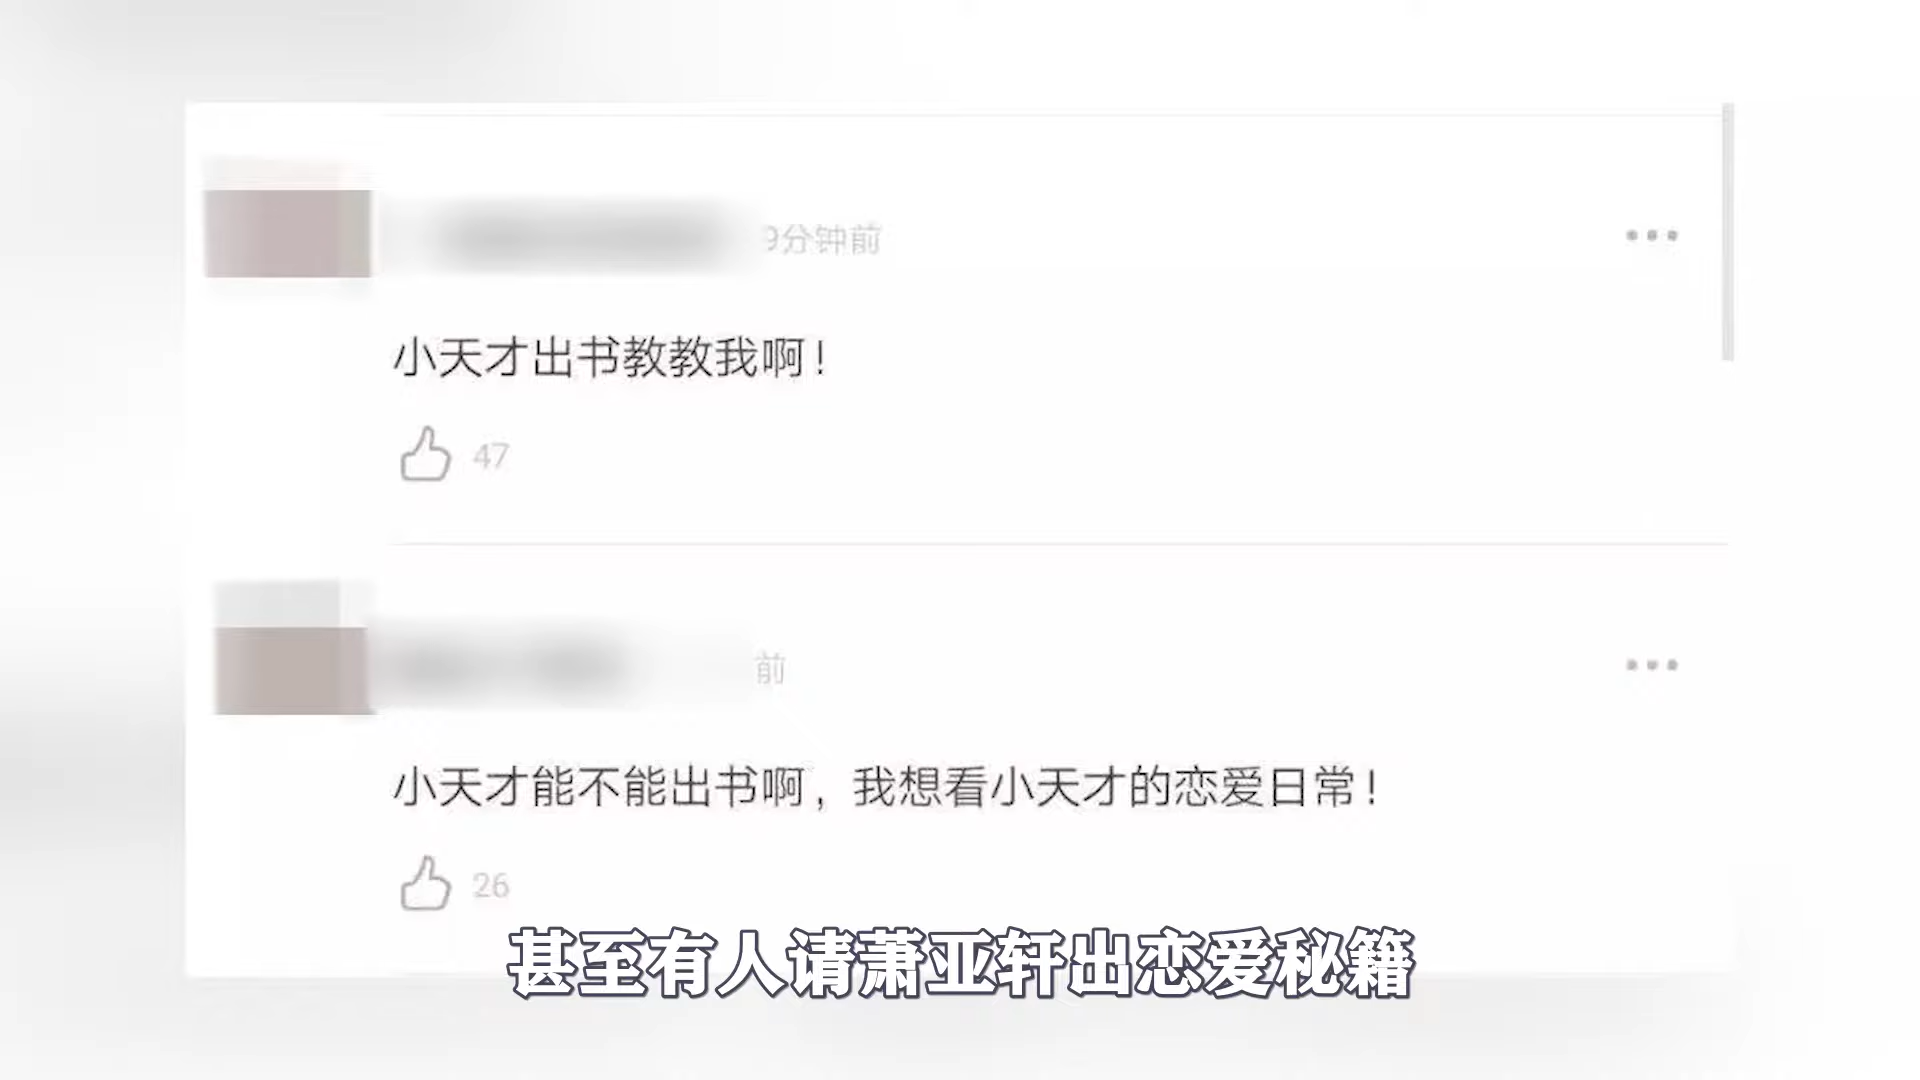 9分钟前
小天才出书教教我啊！
47
前
小天才能不能出书啊，我想看小天才的恋爱日常！
26
甚至有人请萧亚轩出恋爱秘籍